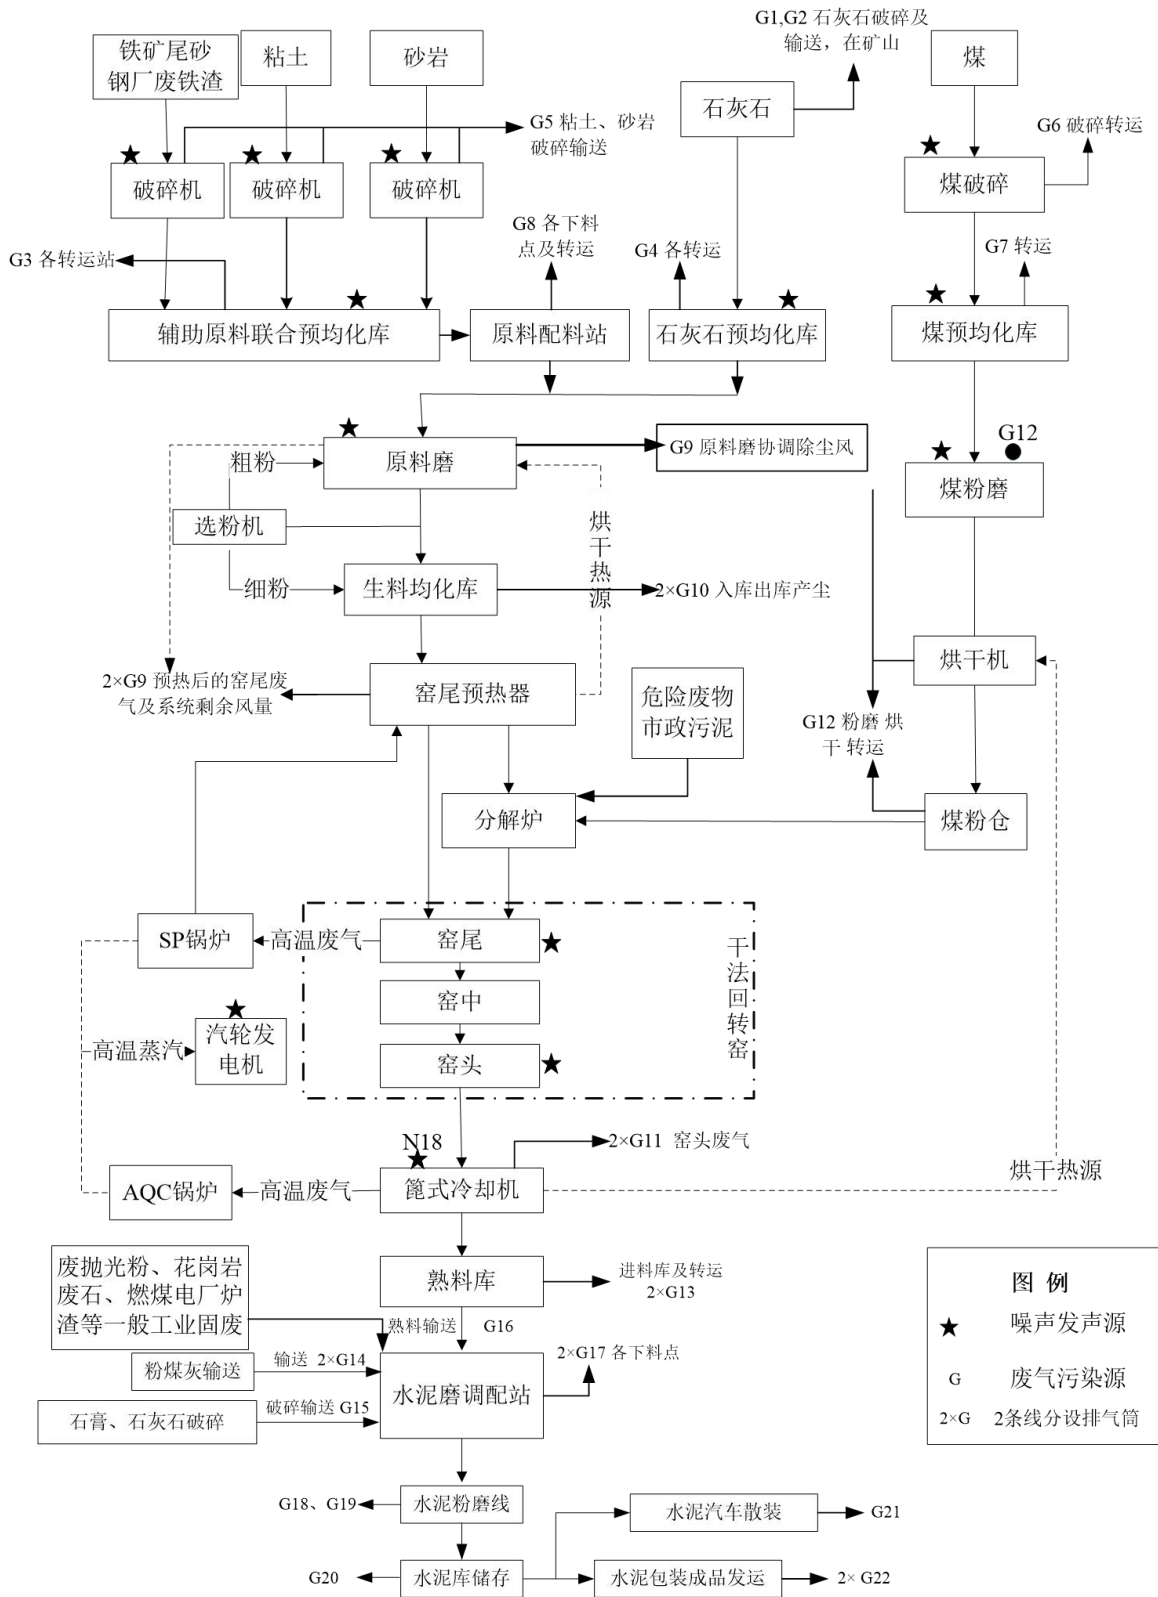 G1,G2 石灰石破碎及
输送，在矿山
铁矿尾砂
钢厂废铁渣
粘土
砂岩
石灰石
煤
G5 粘土、砂岩
破碎输送
G6 破碎转运
破碎机
破碎机
破碎机
煤破碎
G3 各转运站
G8 各下料
点及转运
G4 各转运
G7 转运
辅助原料联合预均化库
原料配料站
石灰石预均化库
煤预均化库
G12
粗粉
原料磨
G9 原料磨协调除尘风
煤粉磨
选粉机
烘干热源
细粉
生料均化库
2×G10 入库出库产尘
烘干机
2×G9 预热后的窑尾废
气及系统剩余风量
窑尾预热器
危险废物
市政污泥
G12 粉磨 烘
干 转运
分解炉
煤粉仓
SP锅炉
高温废气
窑尾
干法回转窑
窑中
高温蒸汽
汽轮发
电机
窑头
N18
2×G11 窑头废气
烘干热源
AQC锅炉
高温废气
篦式冷却机
废抛光粉、花岗岩
废石、燃煤电厂炉
渣等一般工业固废
熟料库
进料库及转运
2×G13
熟料输送
G16
粉煤灰输送
输送 2×G14
2×G17 各下料点
水泥磨调配站
石膏、石灰石破碎
破碎输送 G15
图 例
噪声发声源
G
废气污染源
2×G
2条线分设排气筒
G18、G19
水泥粉磨线
水泥汽车散装
G21
G20
水泥库储存
水泥包装成品发运
2× G22